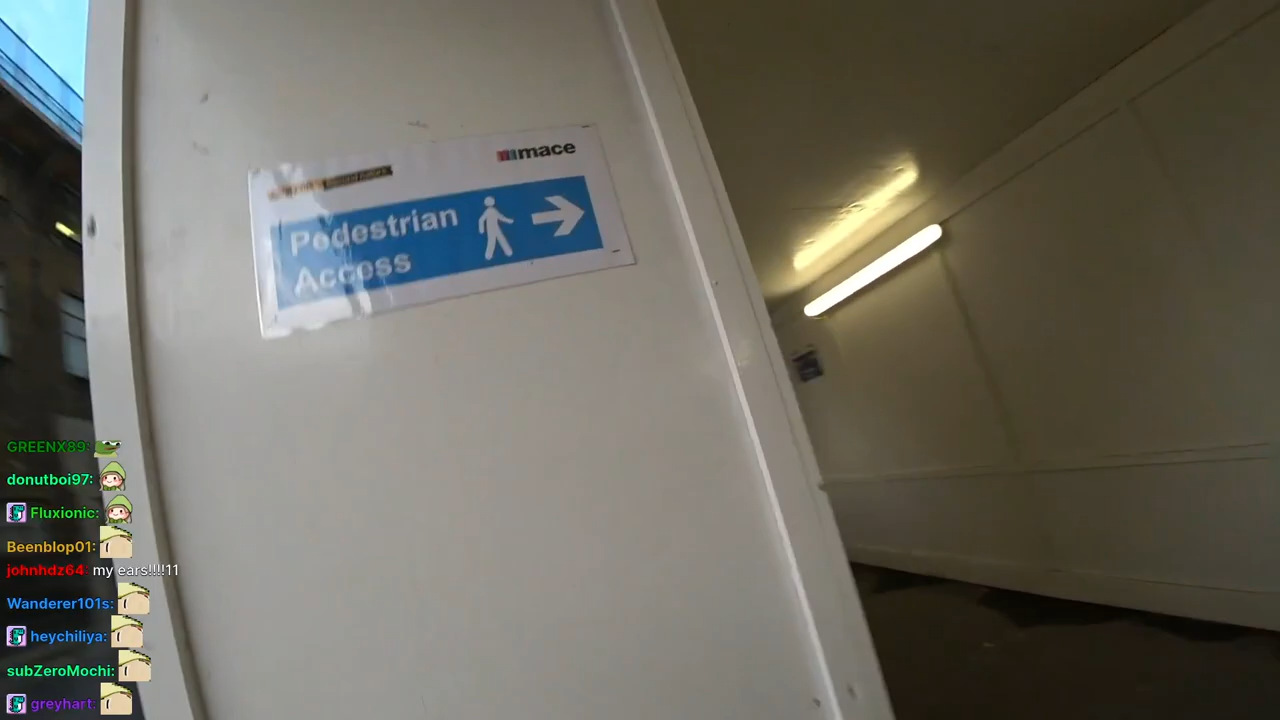 mace
Pedestrian
Access
GREENX89:
donutboi97:
Fluxionic:
Beenblop01:
johnhdz64: my ears!!!!11
Wanderer101s:
heychiliya:
subZeroMochi:
greyhart: